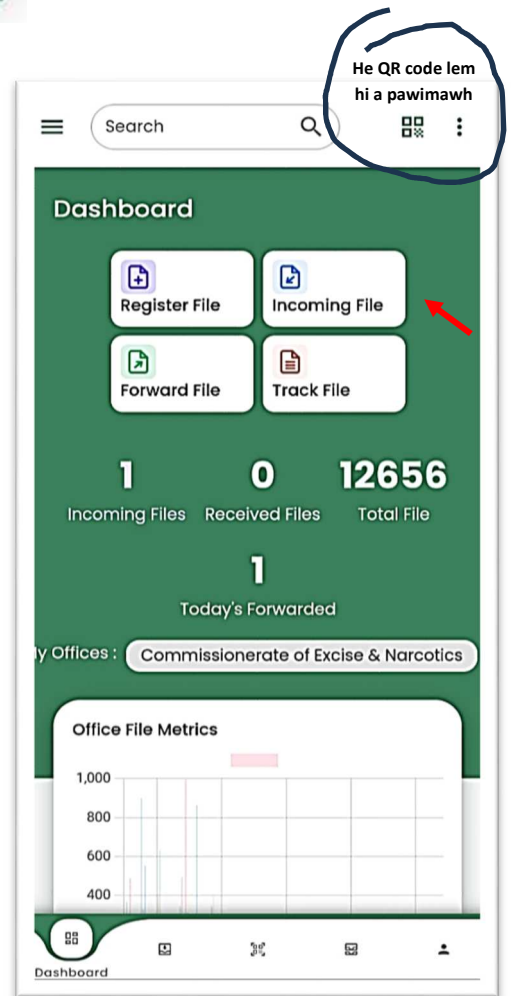 He QR code lem
hi a pawimawh
Search
Dashboard
Register File
Incoming File
Forward File
Track File
1
0
12656
Incoming Files
Received Files
Total File
1
Today's Forwarded
y Offices :
Commissionerate of Excise & Narcotics
Office File Metrics
1,000
800
600
400
Dashboard